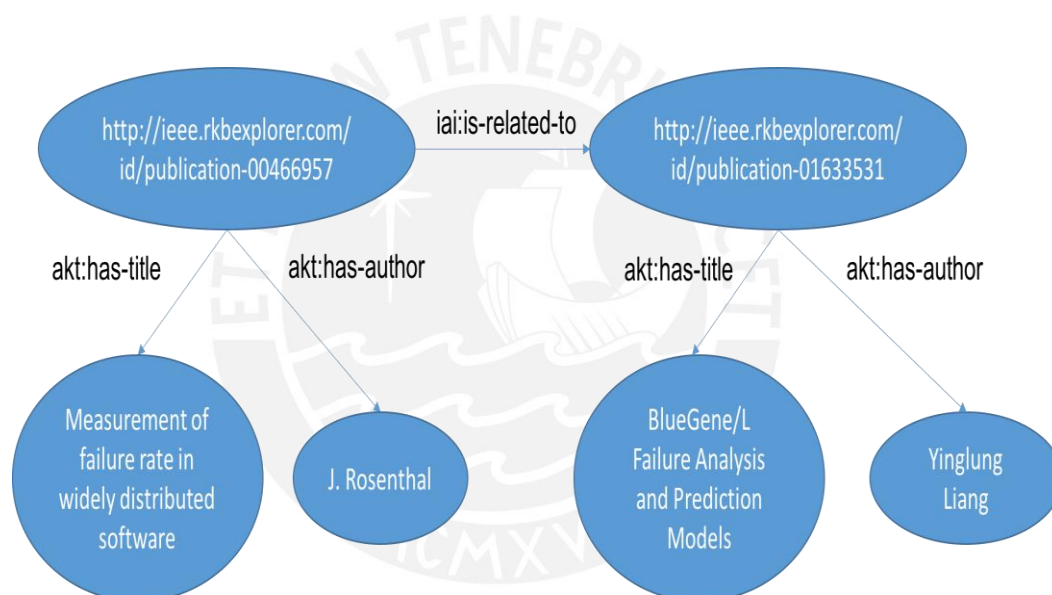 http://ieee.rkbexplorer.com/
id/publication-00466957
iai:is-related-to
http://ieee.rkbexplorer.com/
id/publication-01633531
akt:has-title
akt:has-author
akt:has-title
akt:has-author
Measurement of
failure rate in
widely distributed
software
J. Rosenthal
BlueGene/L
Failure Analysis
and Prediction
Models
Yinglung
Liang